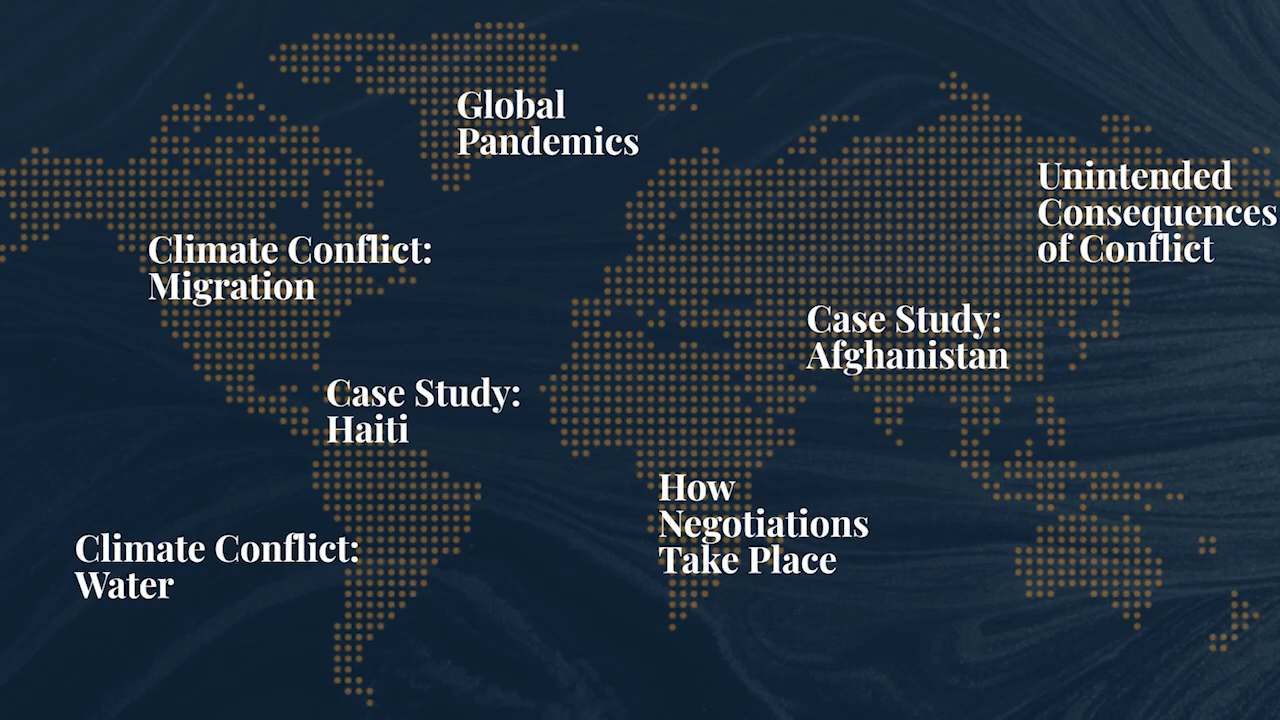 Global
Pandemics
Unintended
Consequences
of Conflict
Climate Conflict:
Migration
Case Study:
Afghanistan
Case Study:
Haiti
How
Negotiations
Take Place
Climate Conflict:
Water